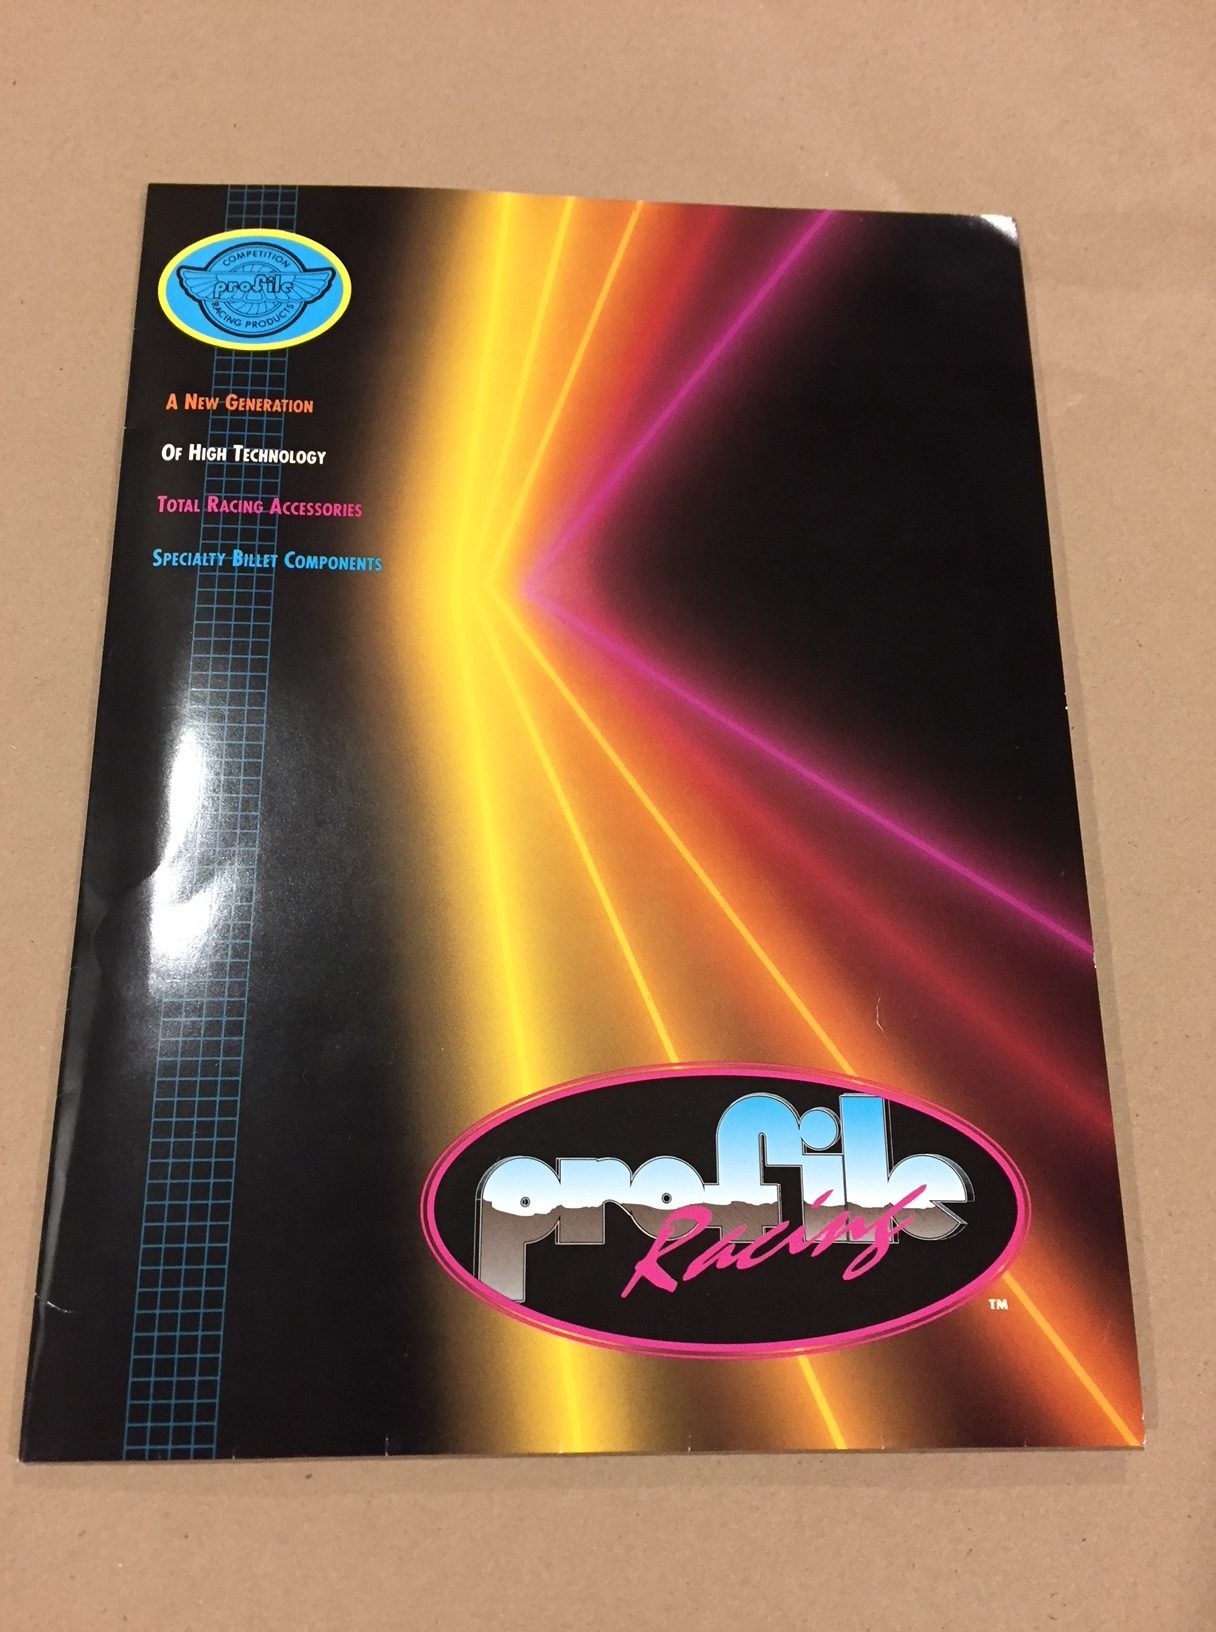 COMPETITION
profile
RACING PRODUCTS
A NEW GENERATION
OF HIGH TECHNOLOGY
TOTAL RACING ACCESSORIES
SPECIALTY BILLET COMPONENTS
profile
Racing
TM